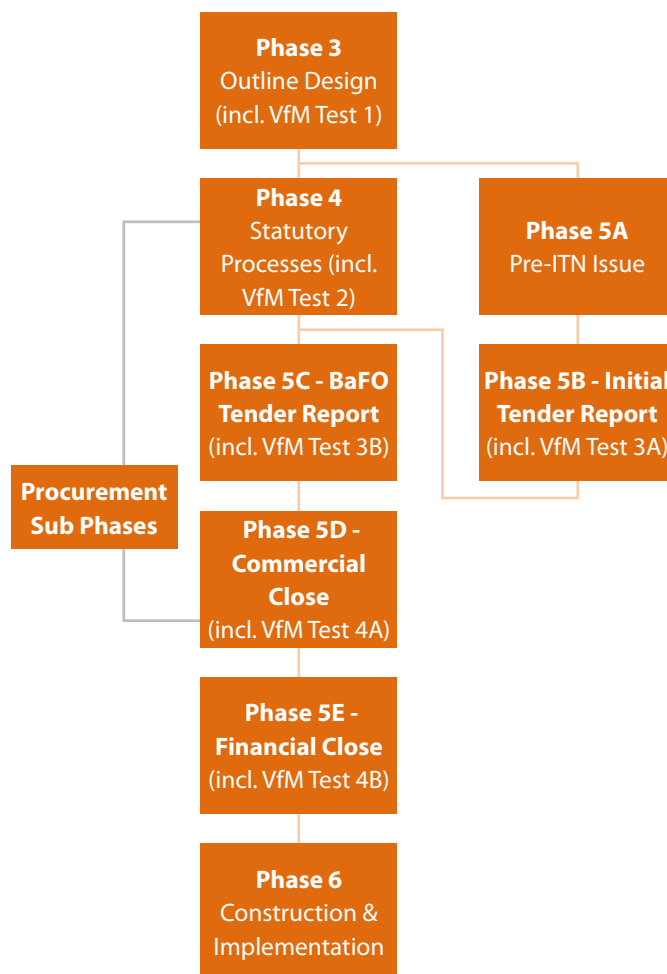 Phase 3
Outline Design
(incl. VfM Test 1)
Phase 4
Statutory
Processes (incl.
VfM Test 2)
Phase 5A
Pre-ITN Issue
Phase 5C - BaFO
Tender Report
(incl. VfM Test 3B)
Phase 5B - Initial
Tender Report
(incl. VfM Test 3A)
Procurement
Sub Phases
Phase 5D -
Commercial
Close
(incl. VfM Test 4A)
Phase 5E -
Financial Close
(incl. VfM Test 4B)
Phase 6
Construction &
Implementation